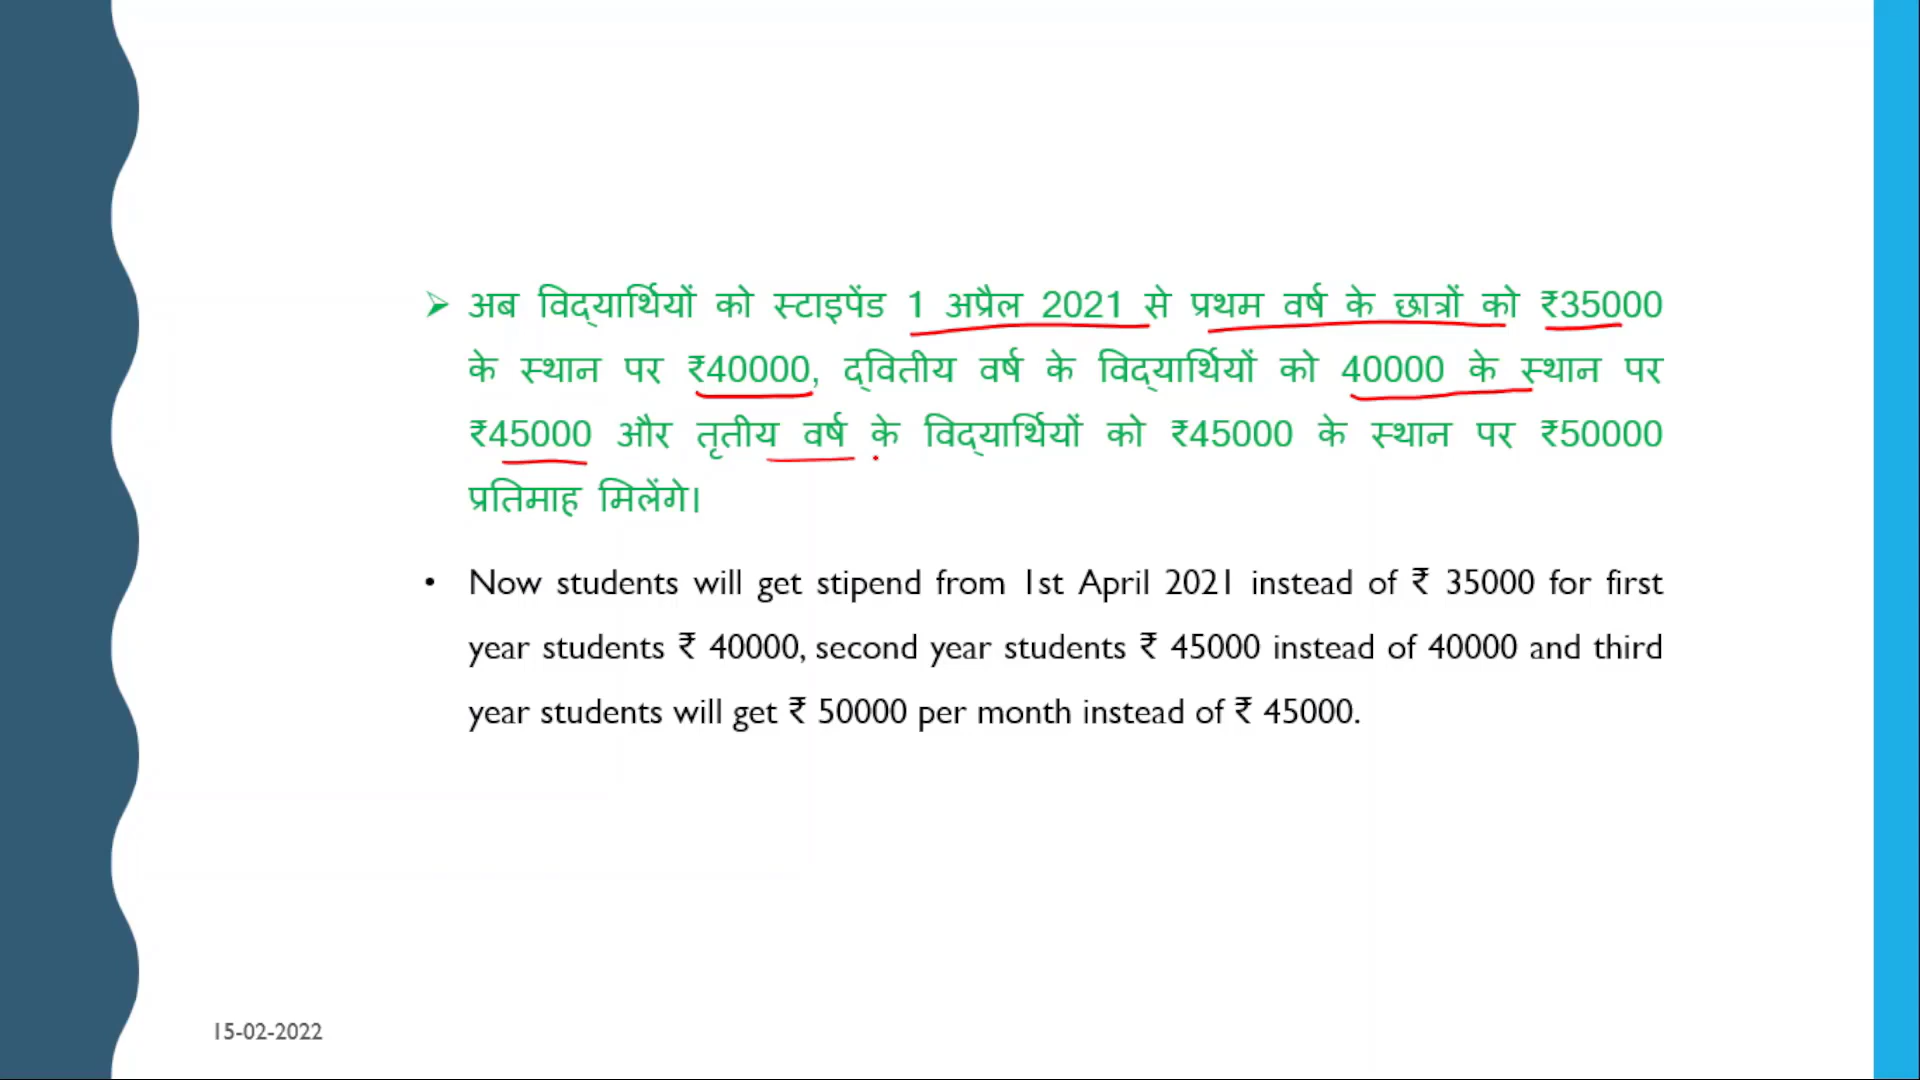 ➢ अब विद्यार्थियों को स्टाइपेंड 1 अप्रैल 2021 से प्रथम वर्ष के छात्रों को ₹35000
के स्थान पर ₹40000, द्वितीय वर्ष के विद्यार्थियों को 40000 के स्थान पर
₹45000 और तृतीय वर्ष के विद्यार्थियों को ₹45000 के स्थान पर ₹50000
प्रतिमाह मिलेंगे।
• Now students will get stipend from 1st April 2021 instead of ₹ 35000 for first
year students ₹ 40000, second year students ₹ 45000 instead of 40000 and third
year students will get ₹ 50000 per month instead of ₹ 45000.
15-02-2022